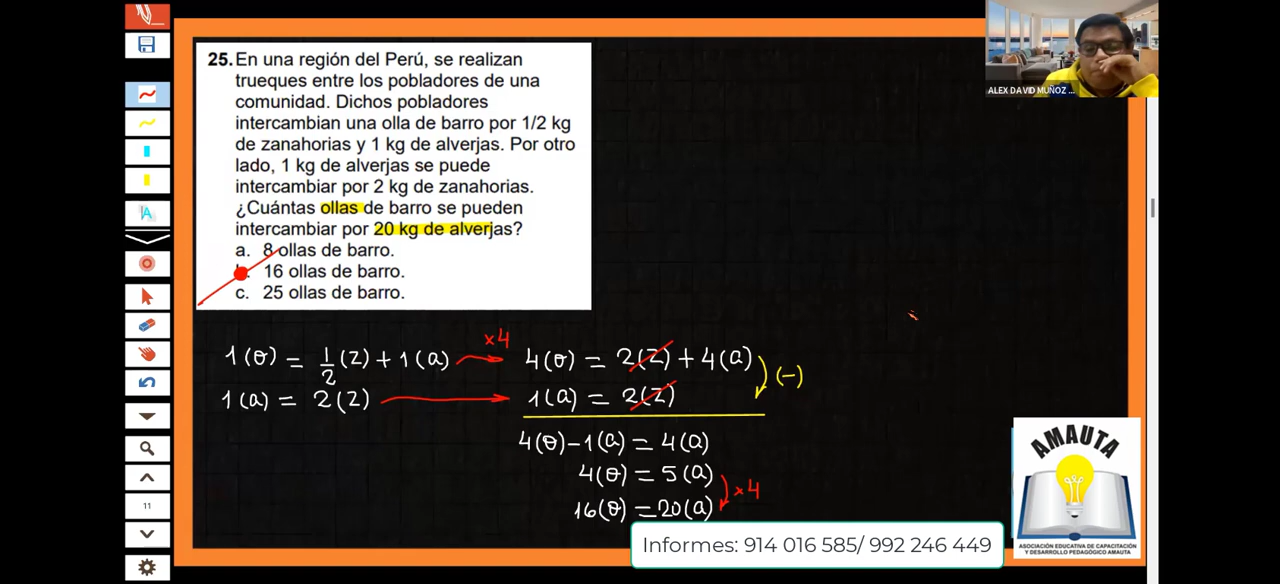 ALEX DAVID MUÑOZ ...
25. En una región del Perú, se realizan
trueques entre los pobladores de una
comunidad. Dichos pobladores
intercambian una olla de barro por 1/2 kg
de zanahorias y 1 kg de alverjas. Por otro
lado, 1 kg de alverjas se puede
intercambiar por 2 kg de zanahorias.
¿Cuántas ollas de barro se pueden
intercambiar por 20 kg de alverjas?
a. 8 ollas de barro.
b. 16 ollas de barro.
c. 25 ollas de barro.
1(θ) = 1/2 (Z) + 1(a)
1(a) = 2(Z)
×4
4(θ) = 2(Z) + 4(a)
1(a) = 2(Z)
(−)
4(θ) − 1(a) = 4(a)
4(θ) = 5(a)
16(θ) = 20(a)
×4
11
AMAUTA
ASOCIACIÓN EDUCATIVA DE CAPACITACIÓN
Y DESARROLLO PEDAGÓGICO AMAUTA
Informes: 914 016 585/ 992 246 449